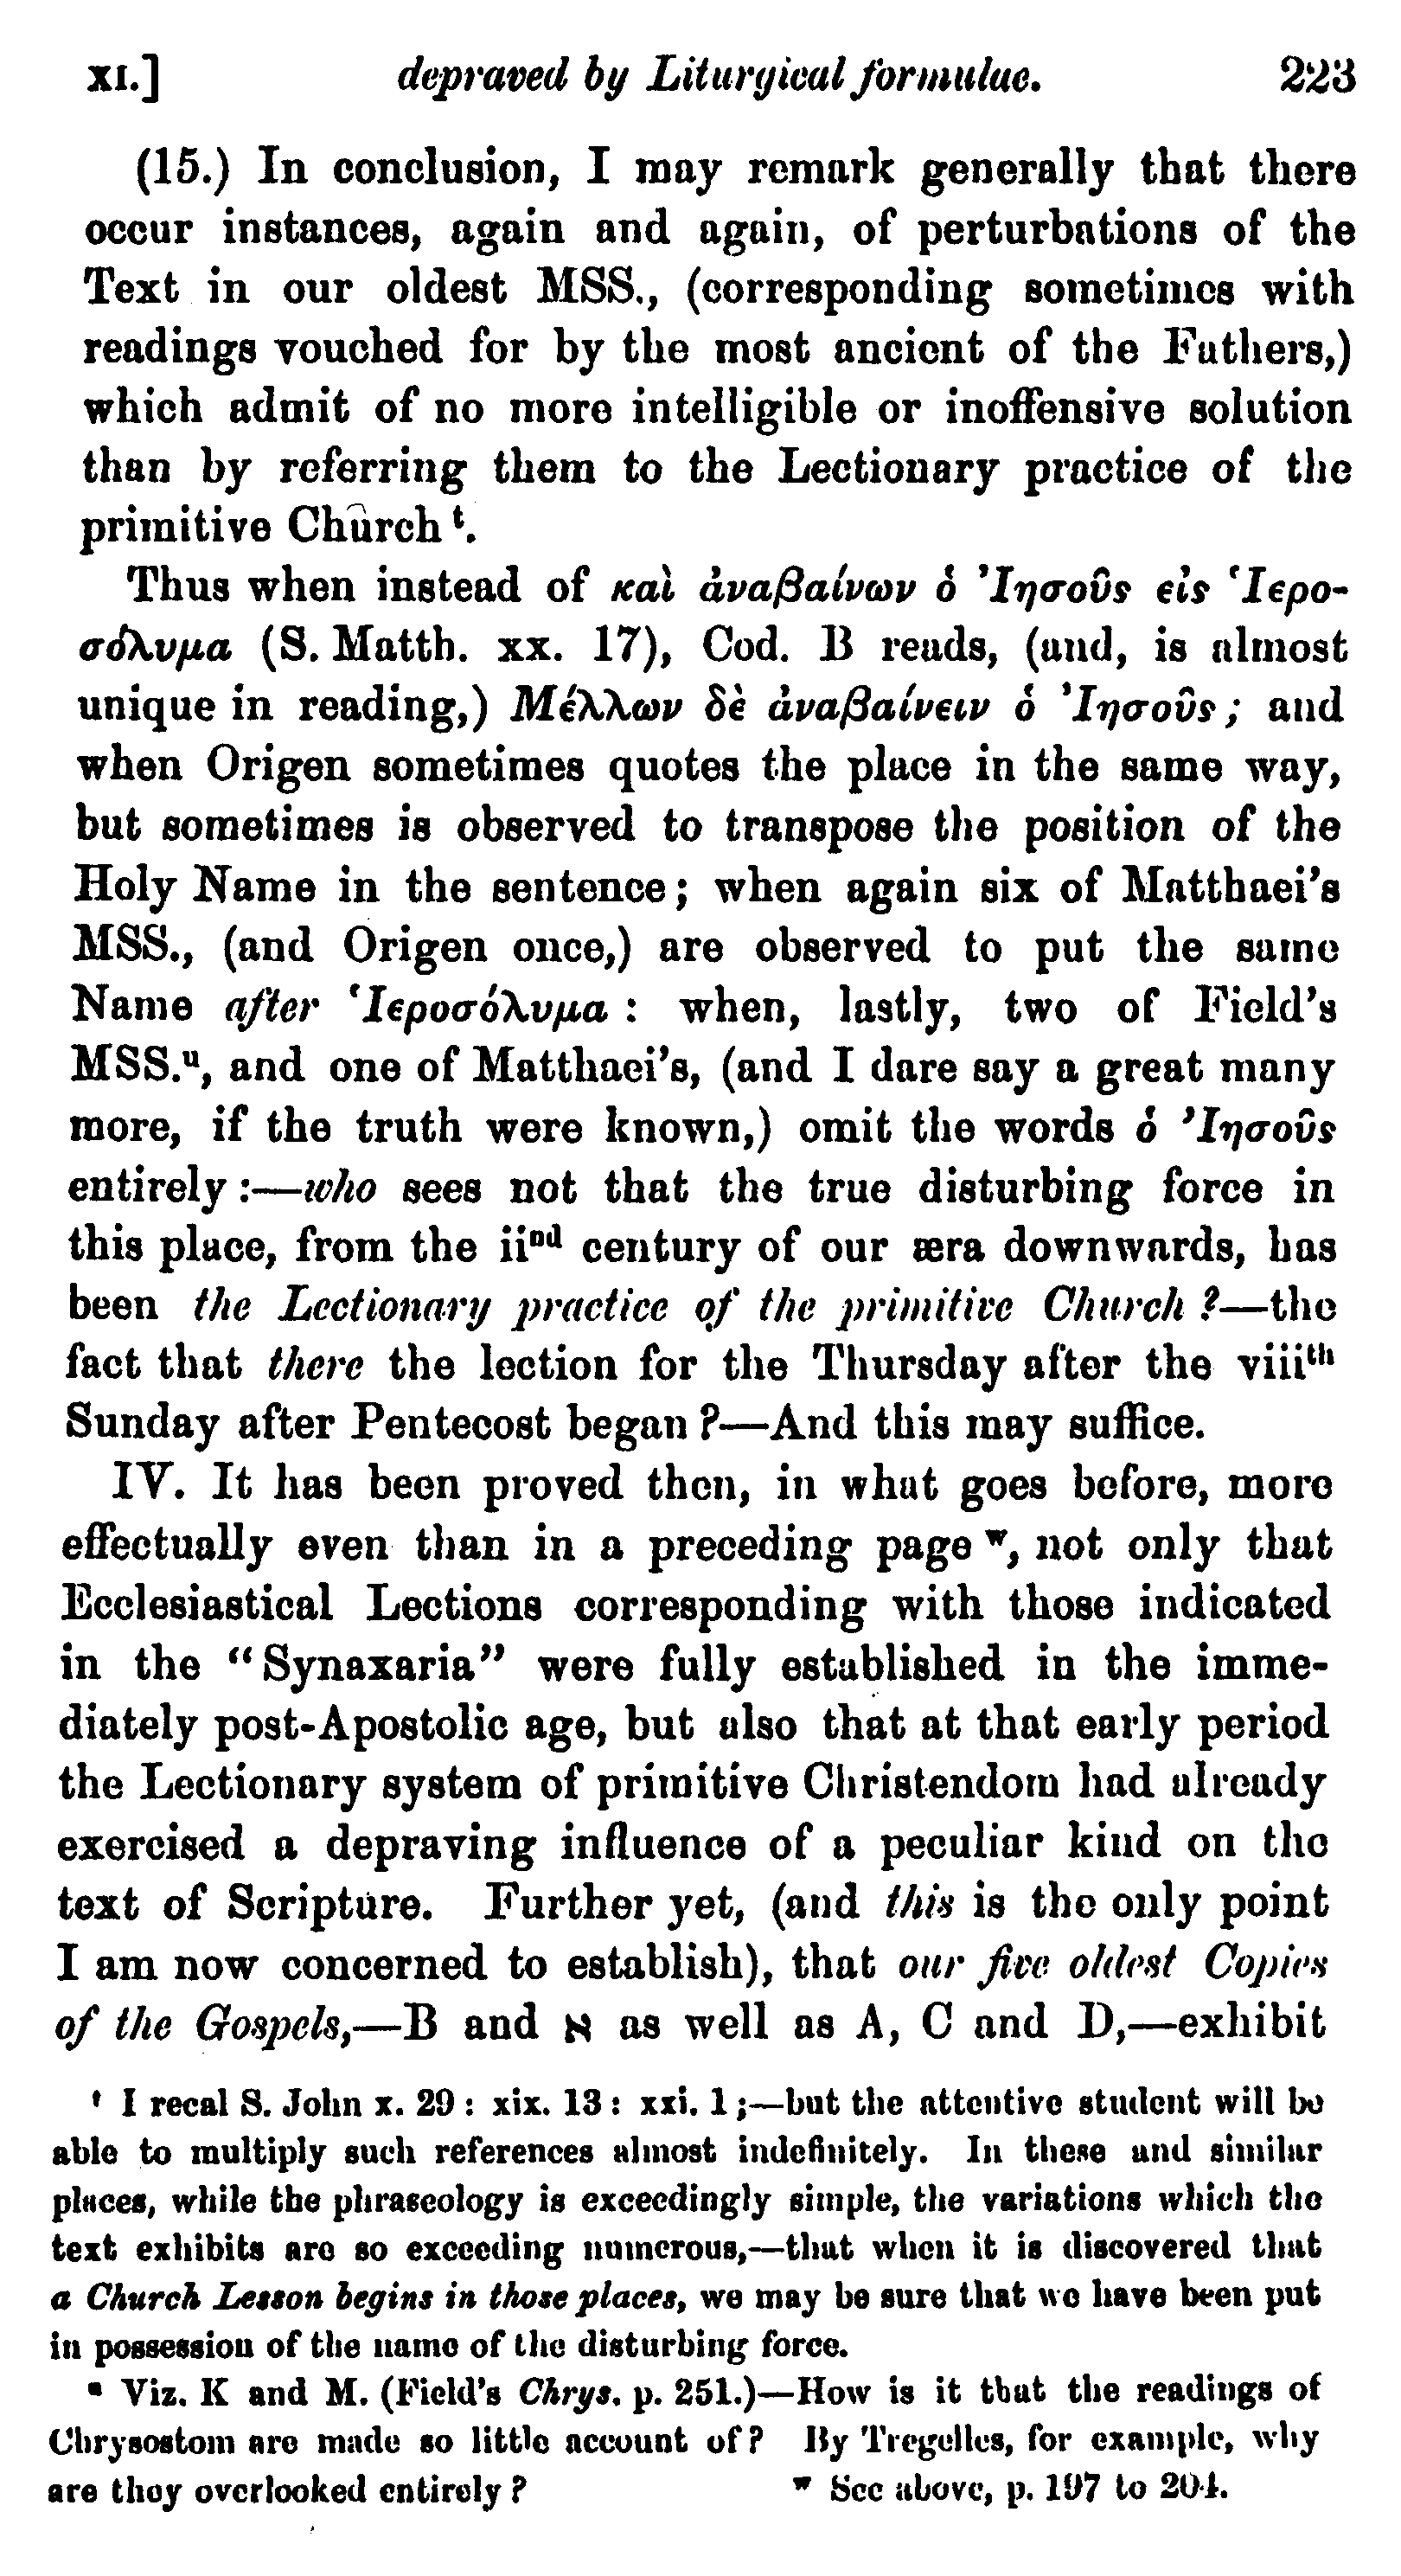 XI.] depraved by Liturgical formulae. 223
(15.) In conclusion, I may remark generally that there
occur instances, again and again, of perturbations of the
Text in our oldest MSS., (corresponding sometimes with
readings vouched for by the most ancient of the Fathers,)
which admit of no more intelligible or inoffensive solution
than by referring them to the Lectionary practice of the
primitive Church ᵗ.
Thus when instead of καὶ ἀναβαίνων ὁ Ἰησοῦς εἰς Ἱερο-
σόλυμα (S. Matth. xx. 17), Cod. B reads, (and, is almost
unique in reading,) Μέλλων δὲ ἀναβαίνειν ὁ Ἰησοῦς; and
when Origen sometimes quotes the place in the same way,
but sometimes is observed to transpose the position of the
Holy Name in the sentence; when again six of Matthaei's
MSS., (and Origen once,) are observed to put the same
Name after Ἱεροσόλυμα : when, lastly, two of Field's
MSS.ᵘ, and one of Matthaei's, (and I dare say a great many
more, if the truth were known,) omit the words ὁ Ἰησοῦς
entirely :—who sees not that the true disturbing force in
this place, from the iiⁿᵈ century of our æra downwards, has
been the Lectionary practice of the primitive Church ?—the
fact that there the lection for the Thursday after the viiiᵗʰ
Sunday after Pentecost began ?—And this may suffice.
IV. It has been proved then, in what goes before, more
effectually even than in a preceding page ʷ, not only that
Ecclesiastical Lections corresponding with those indicated
in the "Synaxaria" were fully established in the imme-
diately post-Apostolic age, but also that at that early period
the Lectionary system of primitive Christendom had already
exercised a depraving influence of a peculiar kind on the
text of Scripture. Further yet, (and this is the only point
I am now concerned to establish), that our five oldest Copies
of the Gospels,—B and א as well as A, C and D,—exhibit
ᵗ I recal S. John x. 29 : xix. 13 : xxi. 1 ;—but the attentive student will be
able to multiply such references almost indefinitely. In these and similar
places, while the phraseology is exceedingly simple, the variations which the
text exhibits are so exceeding numerous,—that when it is discovered that
a Church Lesson begins in those places, we may be sure that we have been put
in possession of the name of the disturbing force.
ᵘ Viz. K and M. (Field's Chrys. p. 251.)—How is it that the readings of
Chrysostom are made so little account of ? By Tregelles, for example, why
are they overlooked entirely ? ʷ See above, p. 197 to 204.